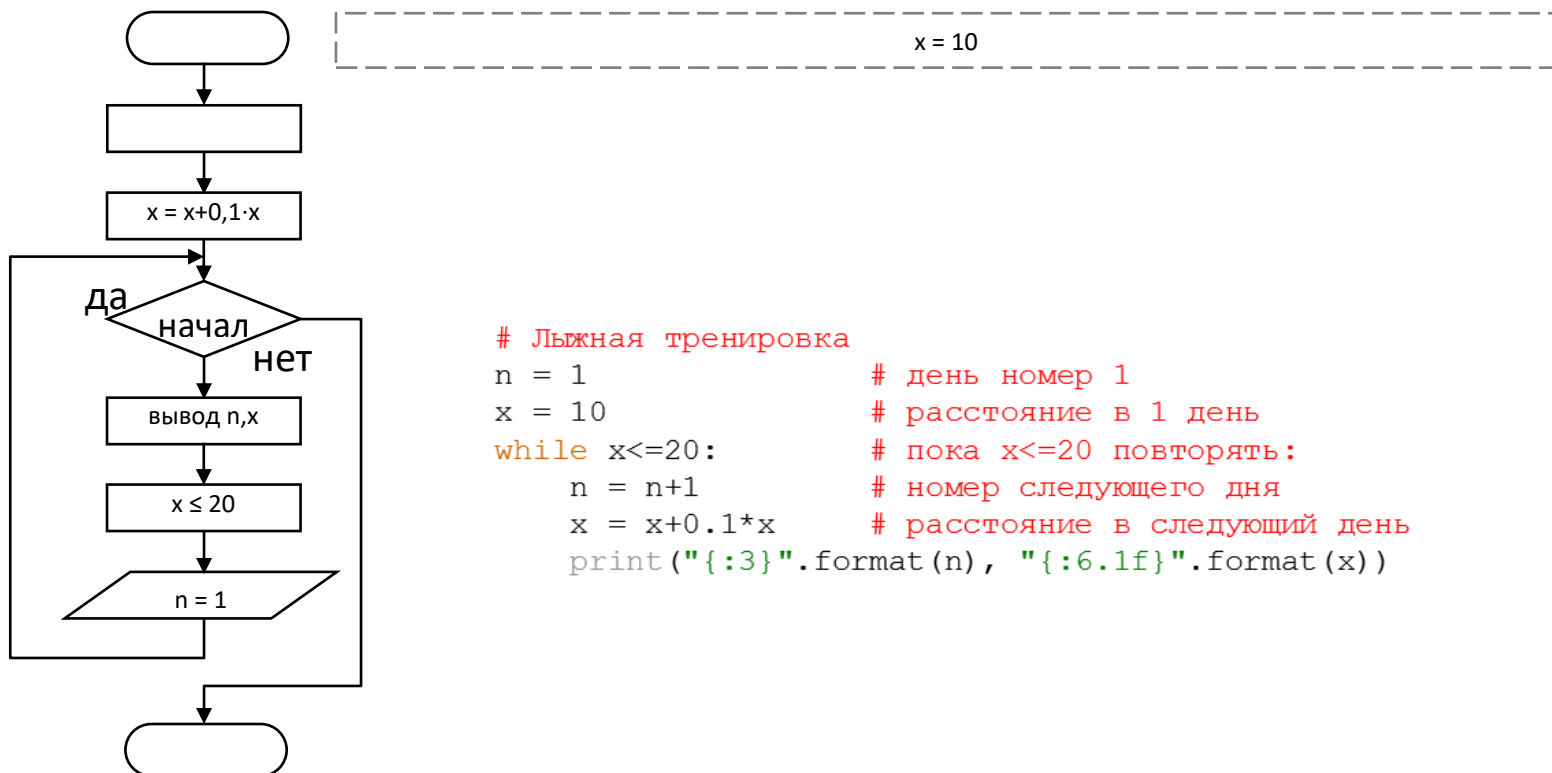 x = 10
x = x+0,1·x
да
начал
нет
вывод n,x
x ≤ 20
n = 1
# Лыжная тренировка
n = 1 # день номер 1
x = 10 # расстояние в 1 день
while x<=20: # пока x<=20 повторять:
n = n+1 # номер следующего дня
x = x+0.1*x # расстояние в следующий день
print("{:3}".format(n), "{:6.1f}".format(x))